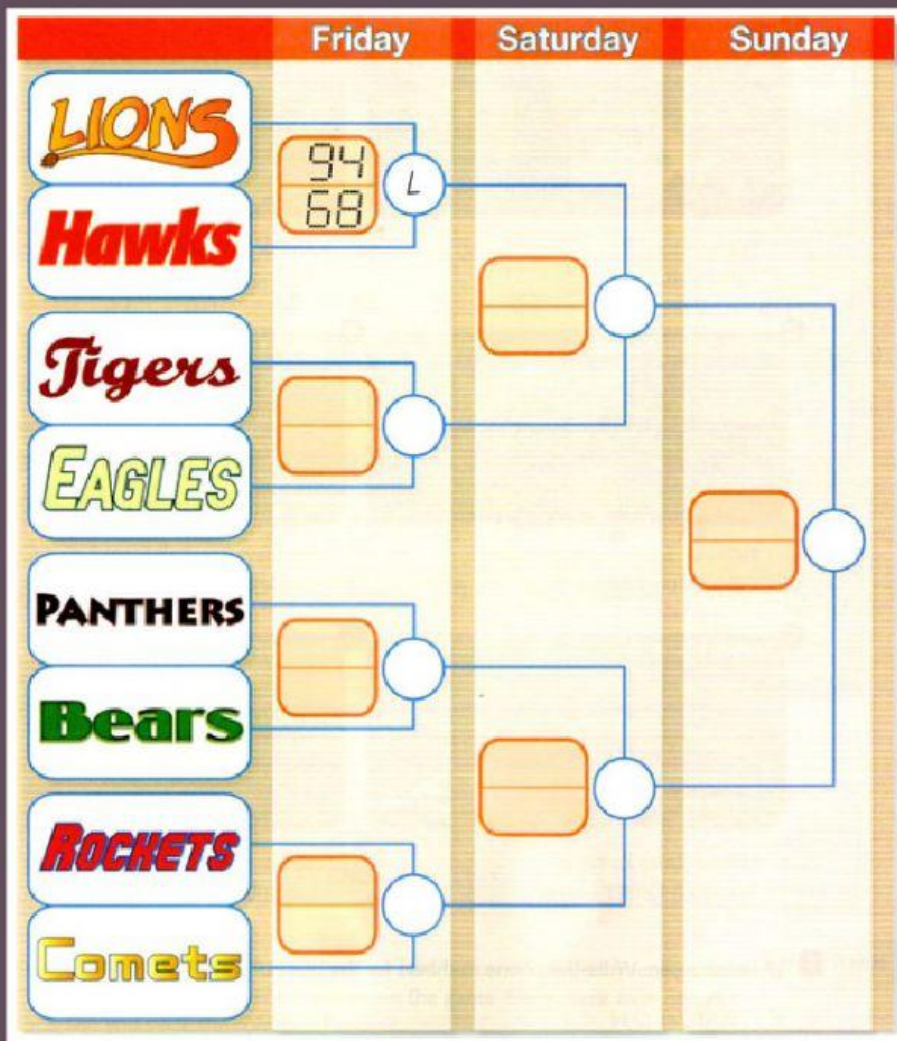 Friday Saturday Sunday
LIONS
94
L
68
Hawks
Tigers
EAGLES
PANTHERS
Bears
ROCKETS
Comets